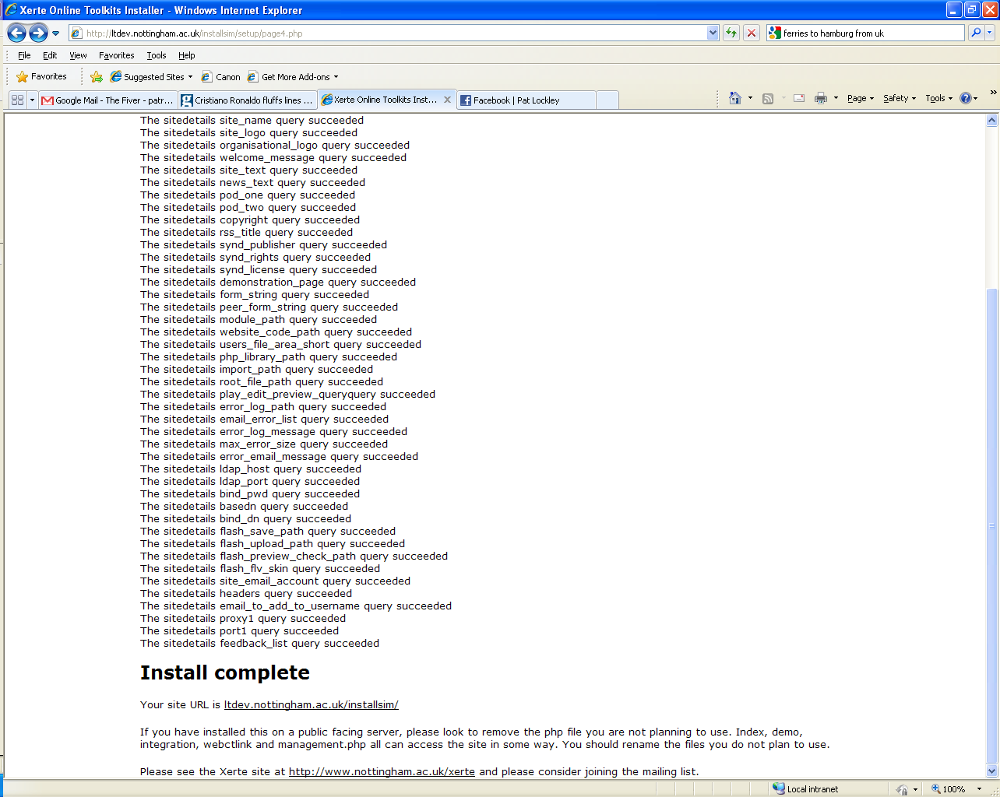 Xerte Online Toolkits Installer - Windows Internet Explorer
http://ltdev.nottingham.ac.uk/installsim/setup/page4.php
ferries to hamburg from uk
File Edit View Favorites Tools Help
Favorites Suggested Sites Canon Get More Add-ons
Google Mail - The Fiver - patr... Cristiano Ronaldo fluffs lines ... Xerte Online Toolkits Inst... Facebook | Pat Lockley Page Safety Tools »
The sitedetails site_name query succeeded
The sitedetails site_logo query succeeded
The sitedetails organisational_logo query succeeded
The sitedetails welcome_message query succeeded
The sitedetails site_text query succeeded
The sitedetails news_text query succeeded
The sitedetails pod_one query succeeded
The sitedetails pod_two query succeeded
The sitedetails copyright query succeeded
The sitedetails rss_title query succeeded
The sitedetails synd_publisher query succeeded
The sitedetails synd_rights query succeeded
The sitedetails synd_license query succeeded
The sitedetails demonstration_page query succeeded
The sitedetails form_string query succeeded
The sitedetails peer_form_string query succeeded
The sitedetails module_path query succeeded
The sitedetails website_code_path query succeeded
The sitedetails users_file_area_short query succeeded
The sitedetails php_library_path query succeeded
The sitedetails import_path query succeeded
The sitedetails root_file_path query succeeded
The sitedetails play_edit_preview_queryquery succeeded
The sitedetails error_log_path query succeeded
The sitedetails email_error_list query succeeded
The sitedetails error_log_message query succeeded
The sitedetails max_error_size query succeeded
The sitedetails error_email_message query succeeded
The sitedetails ldap_host query succeeded
The sitedetails ldap_port query succeeded
The sitedetails bind_pwd query succeeded
The sitedetails basedn query succeeded
The sitedetails bind_dn query succeeded
The sitedetails flash_save_path query succeeded
The sitedetails flash_upload_path query succeeded
The sitedetails flash_preview_check_path query succeeded
The sitedetails flash_flv_skin query succeeded
The sitedetails site_email_account query succeeded
The sitedetails headers query succeeded
The sitedetails email_to_add_to_username query succeeded
The sitedetails proxy1 query succeeded
The sitedetails port1 query succeeded
The sitedetails feedback_list query succeeded
Install complete
Your site URL is ltdev.nottingham.ac.uk/installsim/
If you have installed this on a public facing server, please look to remove the php file you are not planning to use. Index, demo,
integration, webctlink and management.php all can access the site in some way. You should rename the files you do not plan to use.
Please see the Xerte site at http://www.nottingham.ac.uk/xerte and please consider joining the mailing list.
Local intranet 100%